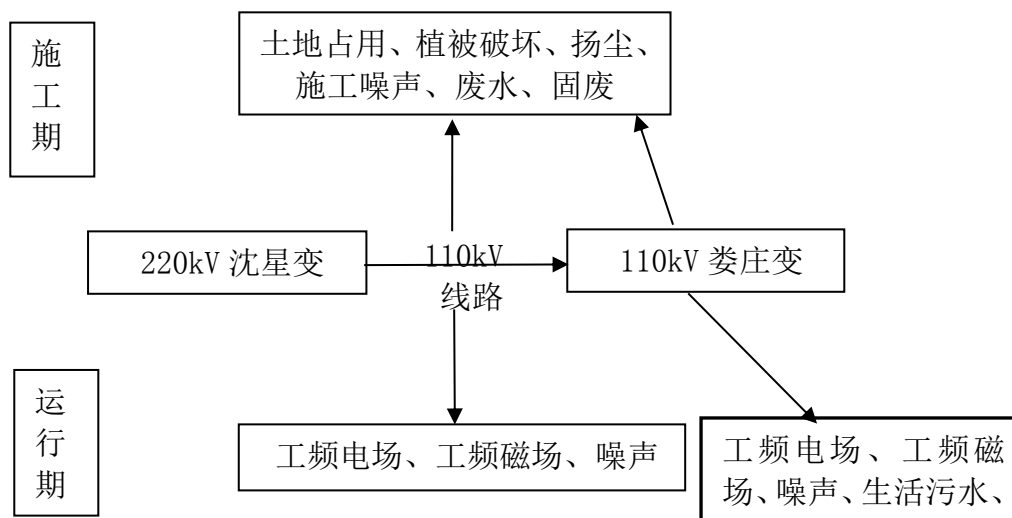 施
工
期
土地占用、植被破坏、扬尘、
施工噪声、废水、固废
220kV 沈星变
110kV
线路
110kV 娄庄变
运
行
期
工频电场、工频磁场、噪声
工频电场、工频磁
场、噪声、生活污水、